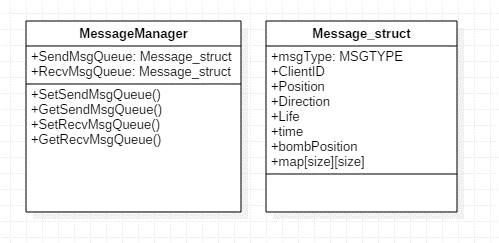 MessageManager
+SendMsgQueue: Message_struct
+RecvMsgQueue: Message_struct
+SetSendMsgQueue()
+GetSendMsgQueue()
+SetRecvMsgQueue()
+GetRecvMsgQueue()
Message_struct
+msgType: MSGTYPE
+ClientID
+Position
+Direction
+Life
+time
+bombPosition
+map[size][size]